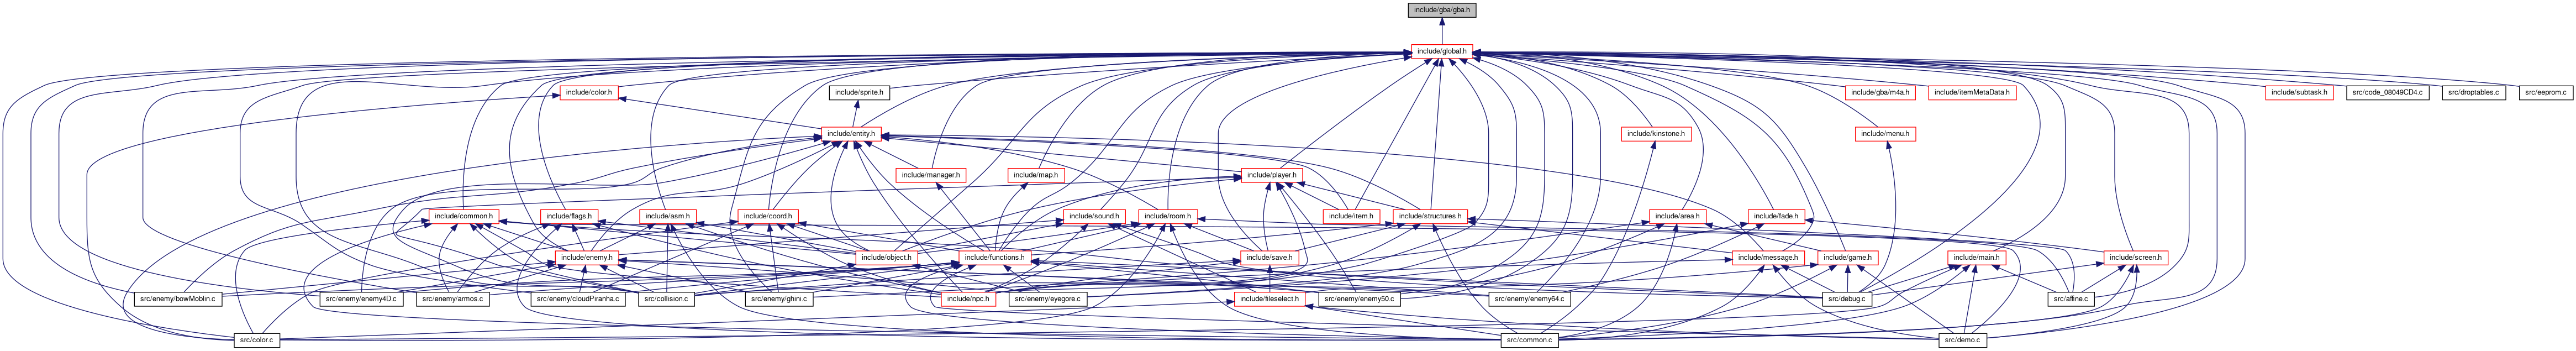 include/gba/gba.h
include/global.h
include/color.h
include/sprite.h
include/gba/m4a.h
include/itemMetaData.h
include/subtask.h
src/code_08049CD4.c
src/droptables.c
src/eeprom.c
include/entity.h
include/kinstone.h
include/menu.h
include/manager.h
include/map.h
include/player.h
include/common.h
include/flags.h
include/asm.h
include/coord.h
include/sound.h
include/room.h
include/item.h
include/structures.h
include/area.h
include/fade.h
include/enemy.h
include/object.h
include/functions.h
include/save.h
include/message.h
include/game.h
include/main.h
include/screen.h
src/enemy/bowMoblin.c
src/enemy/enemy4D.c
src/enemy/armos.c
src/enemy/cloudPiranha.c
src/collision.c
src/enemy/ghini.c
include/npc.h
src/enemy/eyegore.c
include/fileselect.h
src/enemy/enemy50.c
src/enemy/enemy64.c
src/debug.c
src/affine.c
src/color.c
src/common.c
src/demo.c